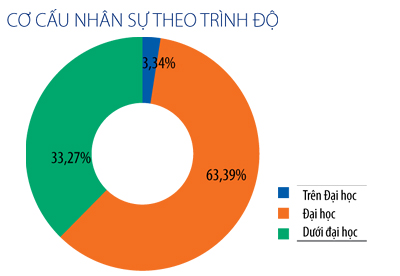 CƠ CẤU NHÂN SỰ THEO TRÌNH ĐỘ
3,34%
33,27%
63,39%
Trên Đại học
Đại học
Dưới đại học